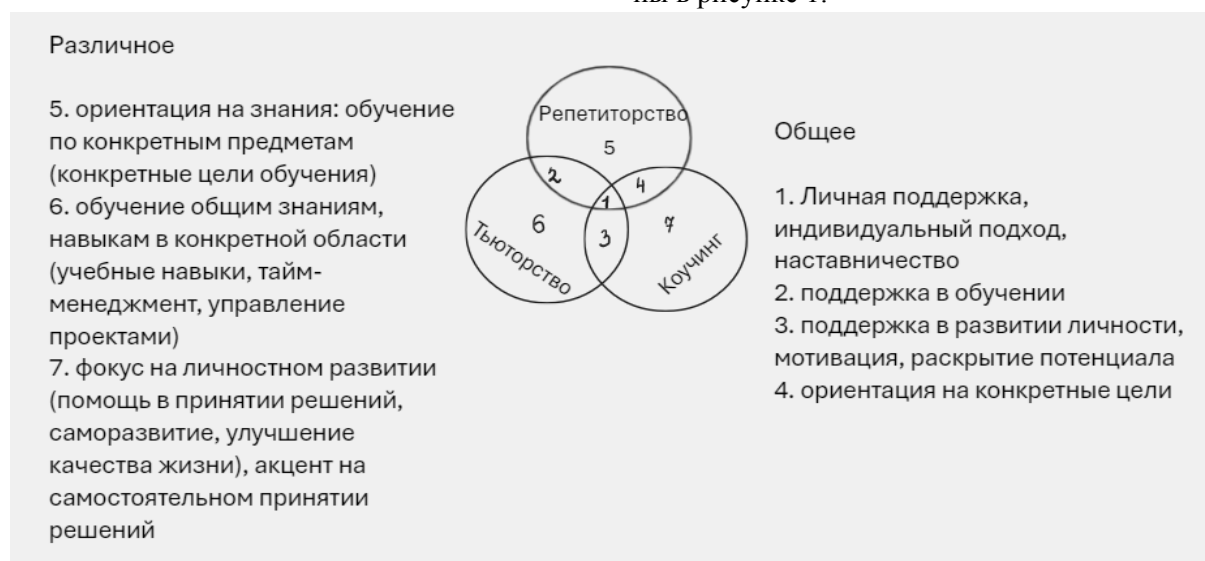 ны в рисунке 1.
Различное
5. ориентация на знания: обучение
по конкретным предметам
(конкретные цели обучения)
6. обучение общим знаниям,
навыкам в конкретной области
(учебные навыки, тайм-
менеджмент, управление
проектами)
7. фокус на личностном развитии
(помощь в принятии решений,
саморазвитие, улучшение
качества жизни), акцент на
самостоятельном принятии
решений
Репетиторство
5
2
4
1
6
3
7
Тьюторство
Коучинг
Общее
1. Личная поддержка,
индивидуальный подход,
наставничество
2. поддержка в обучении
3. поддержка в развитии личности,
мотивация, раскрытие потенциала
4. ориентация на конкретные цели